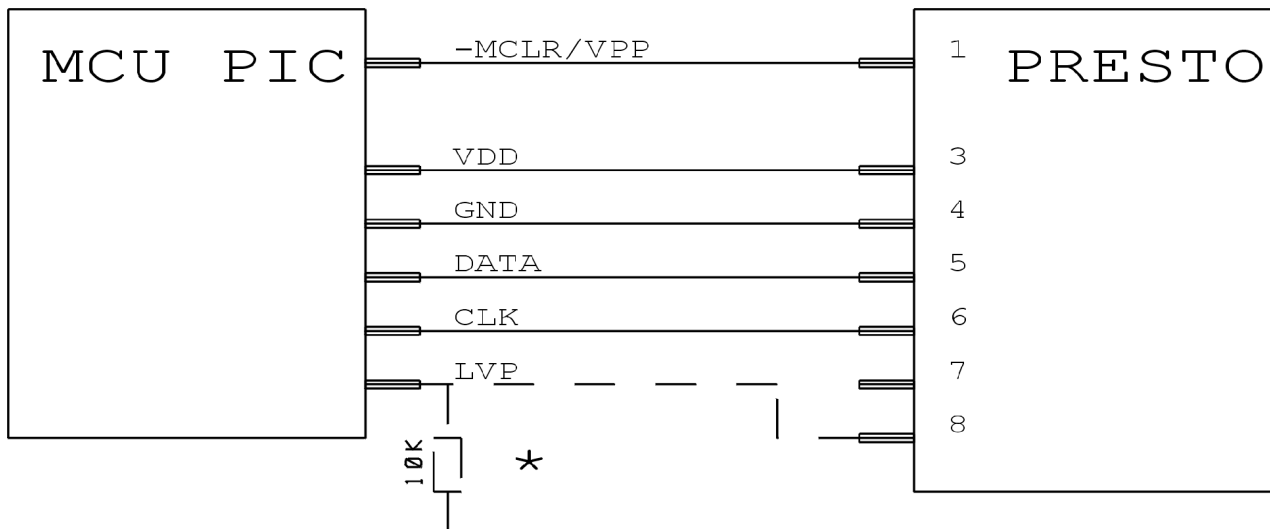 MCU PIC
-MCLR/VPP
1
PRESTO
VDD
3
GND
4
DATA
5
CLK
6
LVP
7
8
10K
*